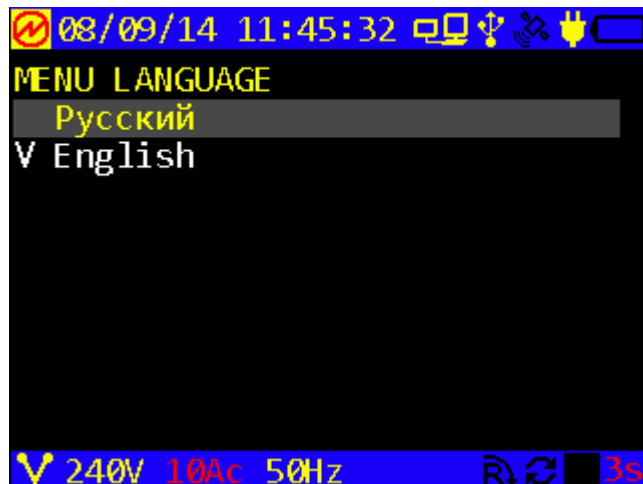 08/09/14 11:45:32
MENU LANGUAGE
Русский
V English
240V 10Ac 50Hz R 3s